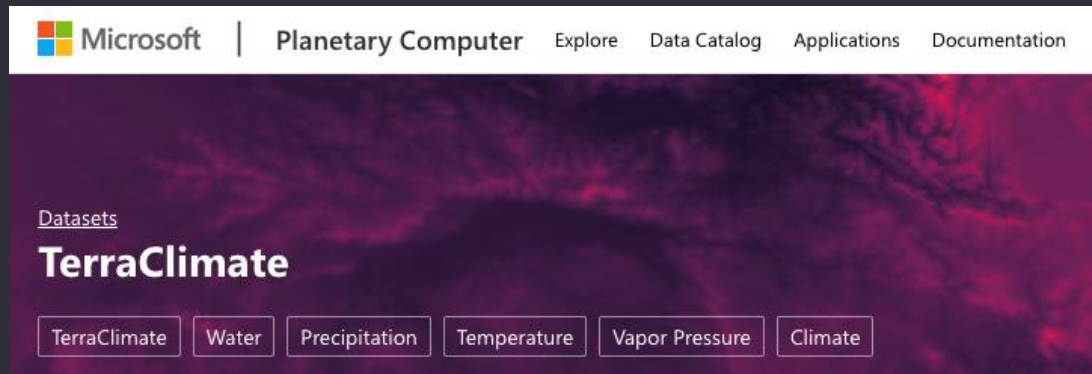 Microsoft | Planetary Computer Explore Data Catalog Applications Documentation
Datasets
TerraClimate
TerraClimate Water Precipitation Temperature Vapor Pressure Climate